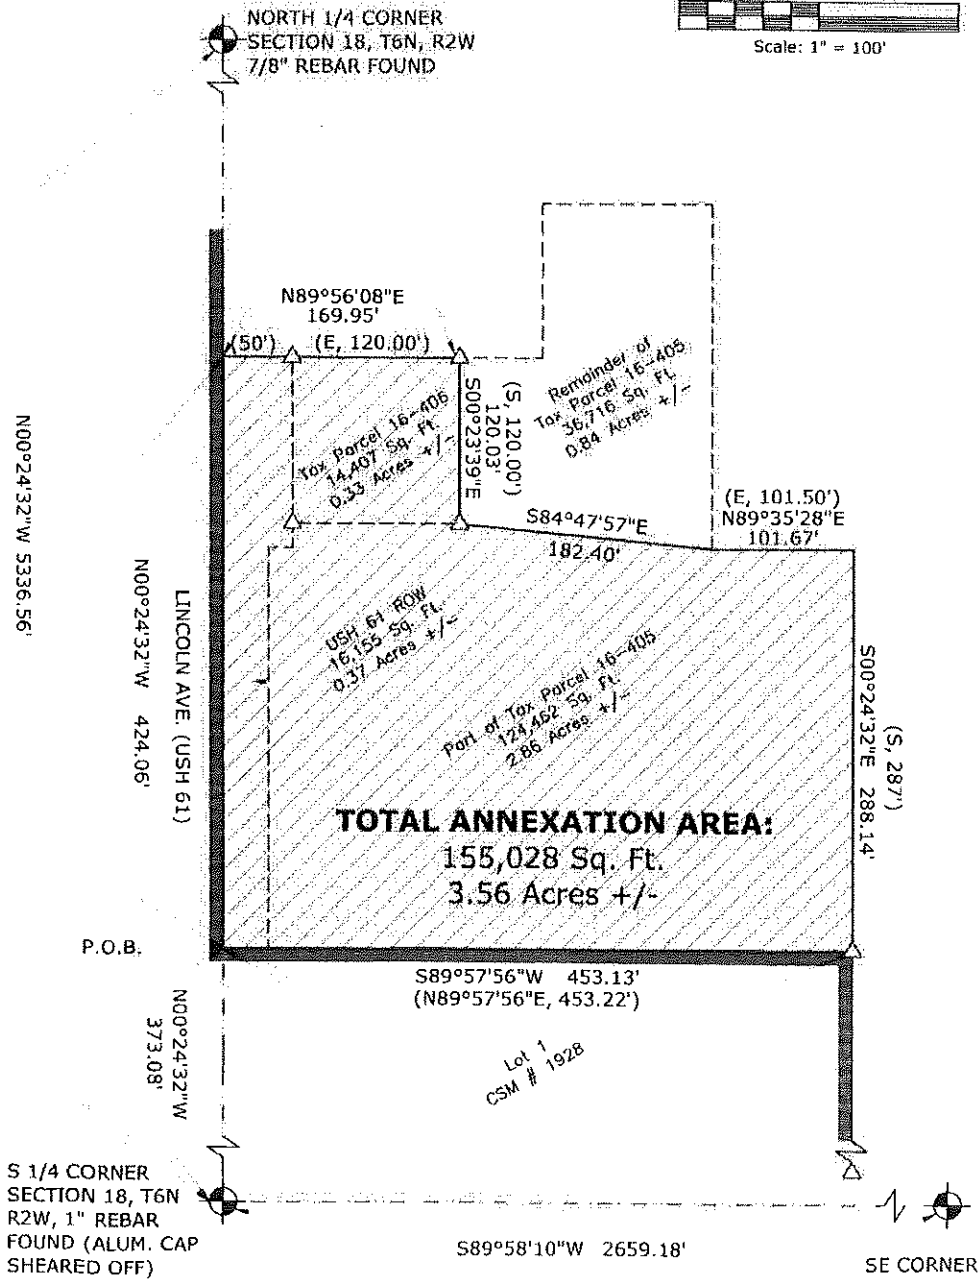 NORTH 1/4 CORNER
SECTION 18, T6N, R2W
7/8" REBAR FOUND
Scale: 1" = 100'
N89°56'08"E
169.95'
(50')
(E, 120.00')
Tax Parcel 16-406
14,407 Sq. Ft.
0.33 Acres +/-
(S, 120.00')
120.03'
S00°23'39"E
Remainder of
Tax Parcel 16-405
36,716 Sq. Ft.
0.84 Acres +/-
S84°47'57"E
182.40'
(E, 101.50')
N89°35'28"E
101.67'
N00°24'32"W 5336.56'
N00°24'32"W 424.06'
LINCOLN AVE. (USH 61)
USH 61 ROW
16,155 Sq. Ft.
0.37 Acres +/-
Part of Tax Parcel 16-405
124,462 Sq. Ft.
2.86 Acres +/-
(S, 287')
S00°24'32"E 288.14'
TOTAL ANNEXATION AREA:
155,028 Sq. Ft.
3.56 Acres +/-
P.O.B.
S89°57'56"W 453.13'
(N89°57'56"E, 453.22')
N00°24'32"W
373.08'
Lot 1
CSM # 1928
S 1/4 CORNER
SECTION 18, T6N
R2W, 1" REBAR
FOUND (ALUM. CAP
SHEARED OFF)
S89°58'10"W 2659.18'
SE CORNER